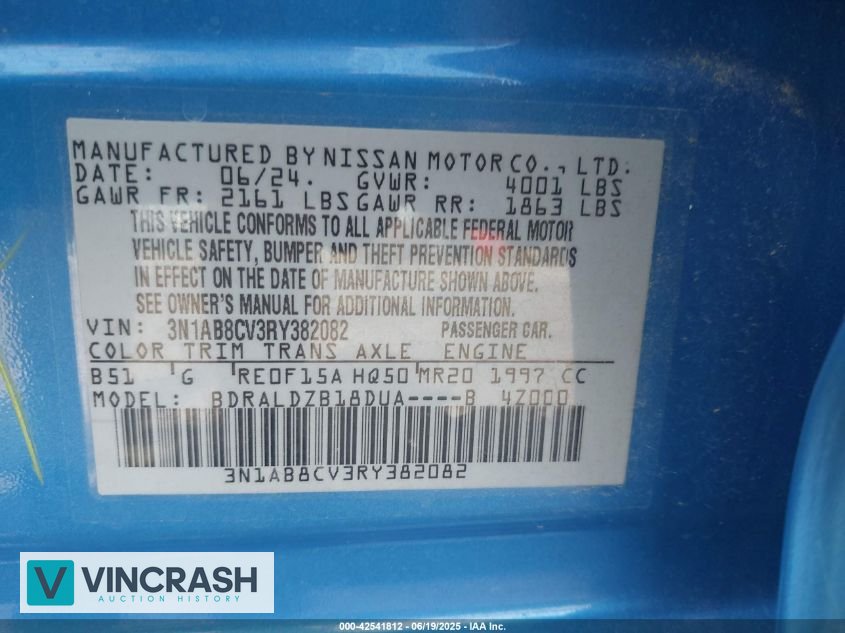 MANUFACTURED BY NISSAN MOTOR CO., LTD.
DATE: 06/24. GVWR: 4001 LBS
GAWR FR: 2161 LBS GAWR RR: 1863 LBS
THIS VEHICLE CONFORMS TO ALL APPLICABLE FEDERAL MOTOR
VEHICLE SAFETY, BUMPER AND THEFT PREVENTION STANDARDS
IN EFFECT ON THE DATE OF MANUFACTURE SHOWN ABOVE.
SEE OWNER'S MANUAL FOR ADDITIONAL INFORMATION.
VIN: 3N1AB8CV3RY382082 PASSENGER CAR.
COLOR TRIM TRANS AXLE ENGINE
B51 G RE0F15A HQ50 MR20 1997 CC
MODEL: BDRALDZB18DUA----B 4Z000
3N1AB8CV3RY382082
V VINCRASH
AUCTION HISTORY
000-42541812 - 06/19/2025 - IAA Inc.